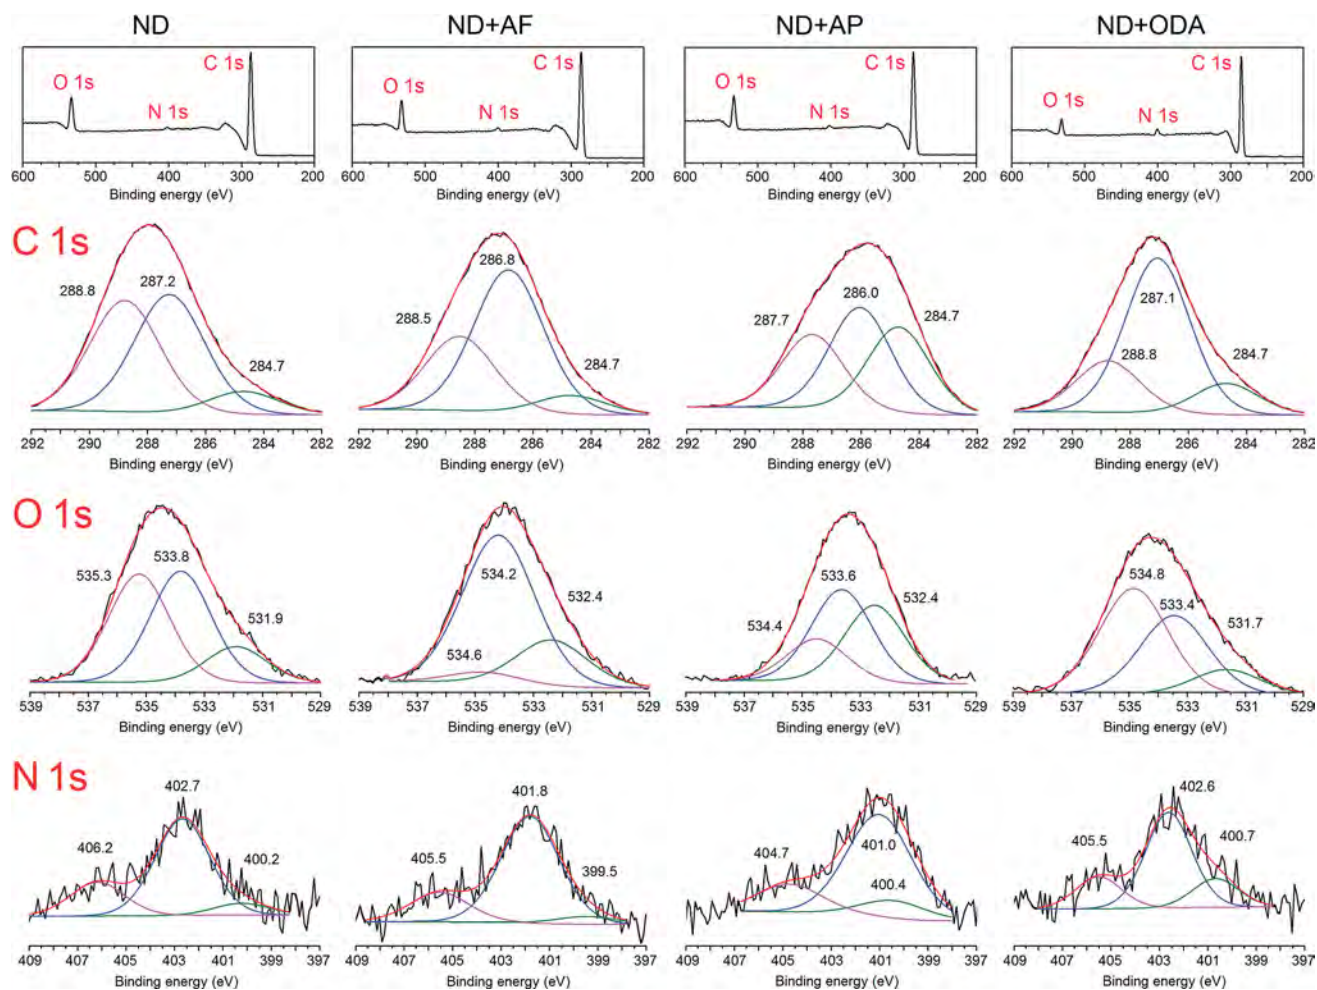 ND ND+AF ND+AP ND+ODA
C 1s C 1s C 1s C 1s
O 1s O 1s O 1s O 1s
N 1s N 1s N 1s N 1s
600 500 400 300 200 600 500 400 300 200 600 500 400 300 200 600 500 400 300 200
Binding energy (eV) Binding energy (eV) Binding energy (eV) Binding energy (eV)
C 1s
288.8 287.2 284.7 288.5 286.8 284.7 287.7 286.0 284.7 288.8 287.1 284.7
292 290 288 286 284 282 292 290 288 286 284 282 292 290 288 286 284 282 292 290 288 286 284 282
Binding energy (eV) Binding energy (eV) Binding energy (eV) Binding energy (eV)
O 1s
535.3 533.8 531.9 534.6 534.2 532.4 534.4 533.6 532.4 534.8 533.4 531.7
539 537 535 533 531 529 539 537 535 533 531 529 539 537 535 533 531 529 539 537 535 533 531 529
Binding energy (eV) Binding energy (eV) Binding energy (eV) Binding energy (eV)
N 1s
406.2 402.7 400.2 405.5 401.8 399.5 404.7 401.0 400.4 405.5 402.6 400.7
409 407 405 403 401 399 397 409 407 405 403 401 399 397 409 407 405 403 401 399 397 409 407 405 403 401 399 397
Binding energy (eV) Binding energy (eV) Binding energy (eV) Binding energy (eV)